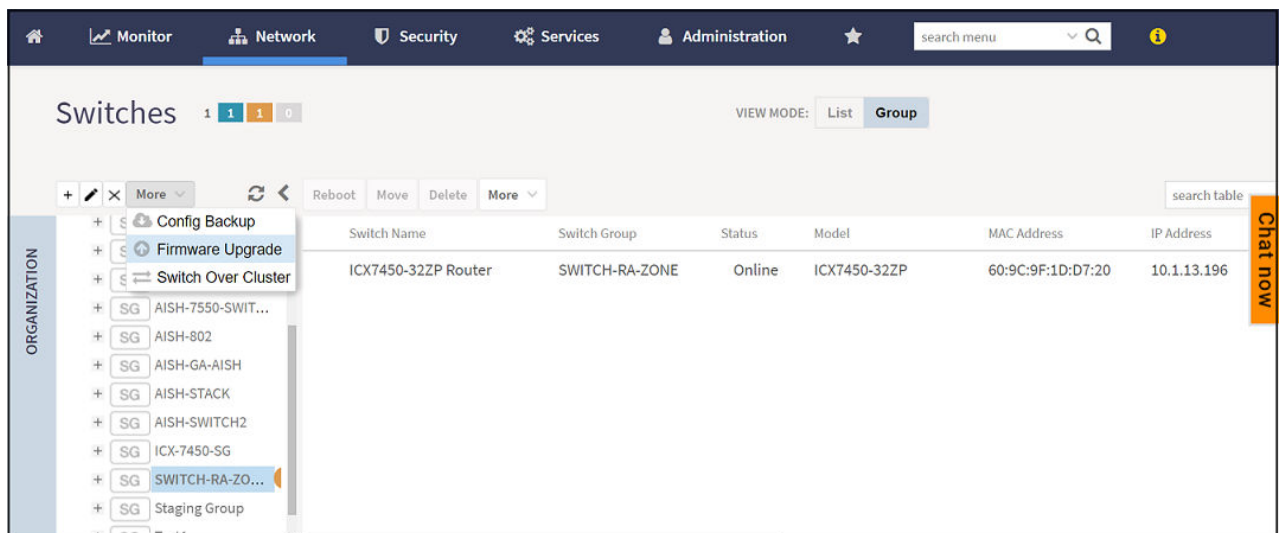 Monitor Network Security Services Administration search menu
Switches 1 1 1 0 VIEW MODE: List Group
More Reboot Move Delete More search table
Config Backup
Firmware Upgrade
Switch Over Cluster
Switch Name Switch Group Status Model MAC Address IP Address
ICX7450-32ZP Router SWITCH-RA-ZONE Online ICX7450-32ZP 60:9C:9F:1D:D7:20 10.1.13.196
ORGANIZATION
SG AISH-7550-SWIT...
SG AISH-802
SG AISH-GA-AISH
SG AISH-STACK
SG AISH-SWITCH2
SG ICX-7450-SG
SG SWITCH-RA-ZO...
SG Staging Group
Chat now